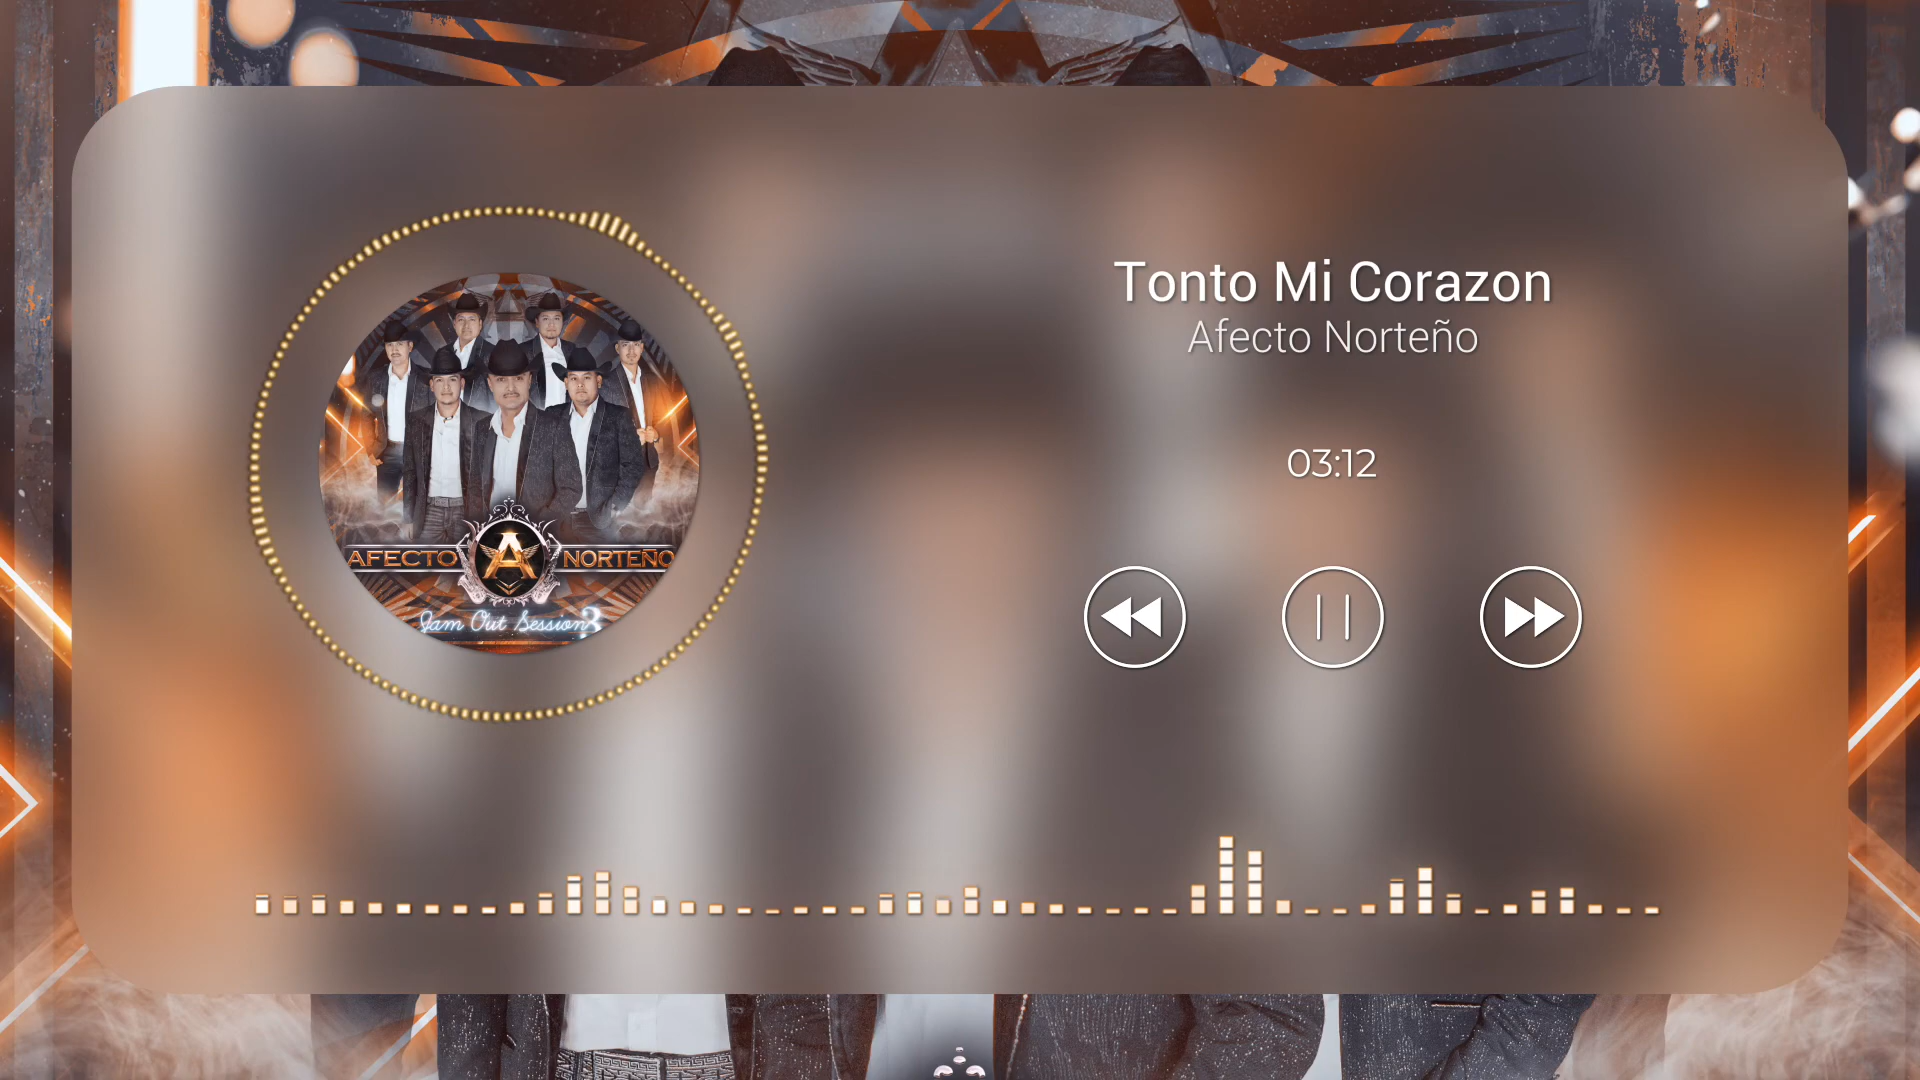 Tonto Mi Corazon
Afecto Norteño
03:12
AFECTO A NORTEÑO
Jam Out Session 3